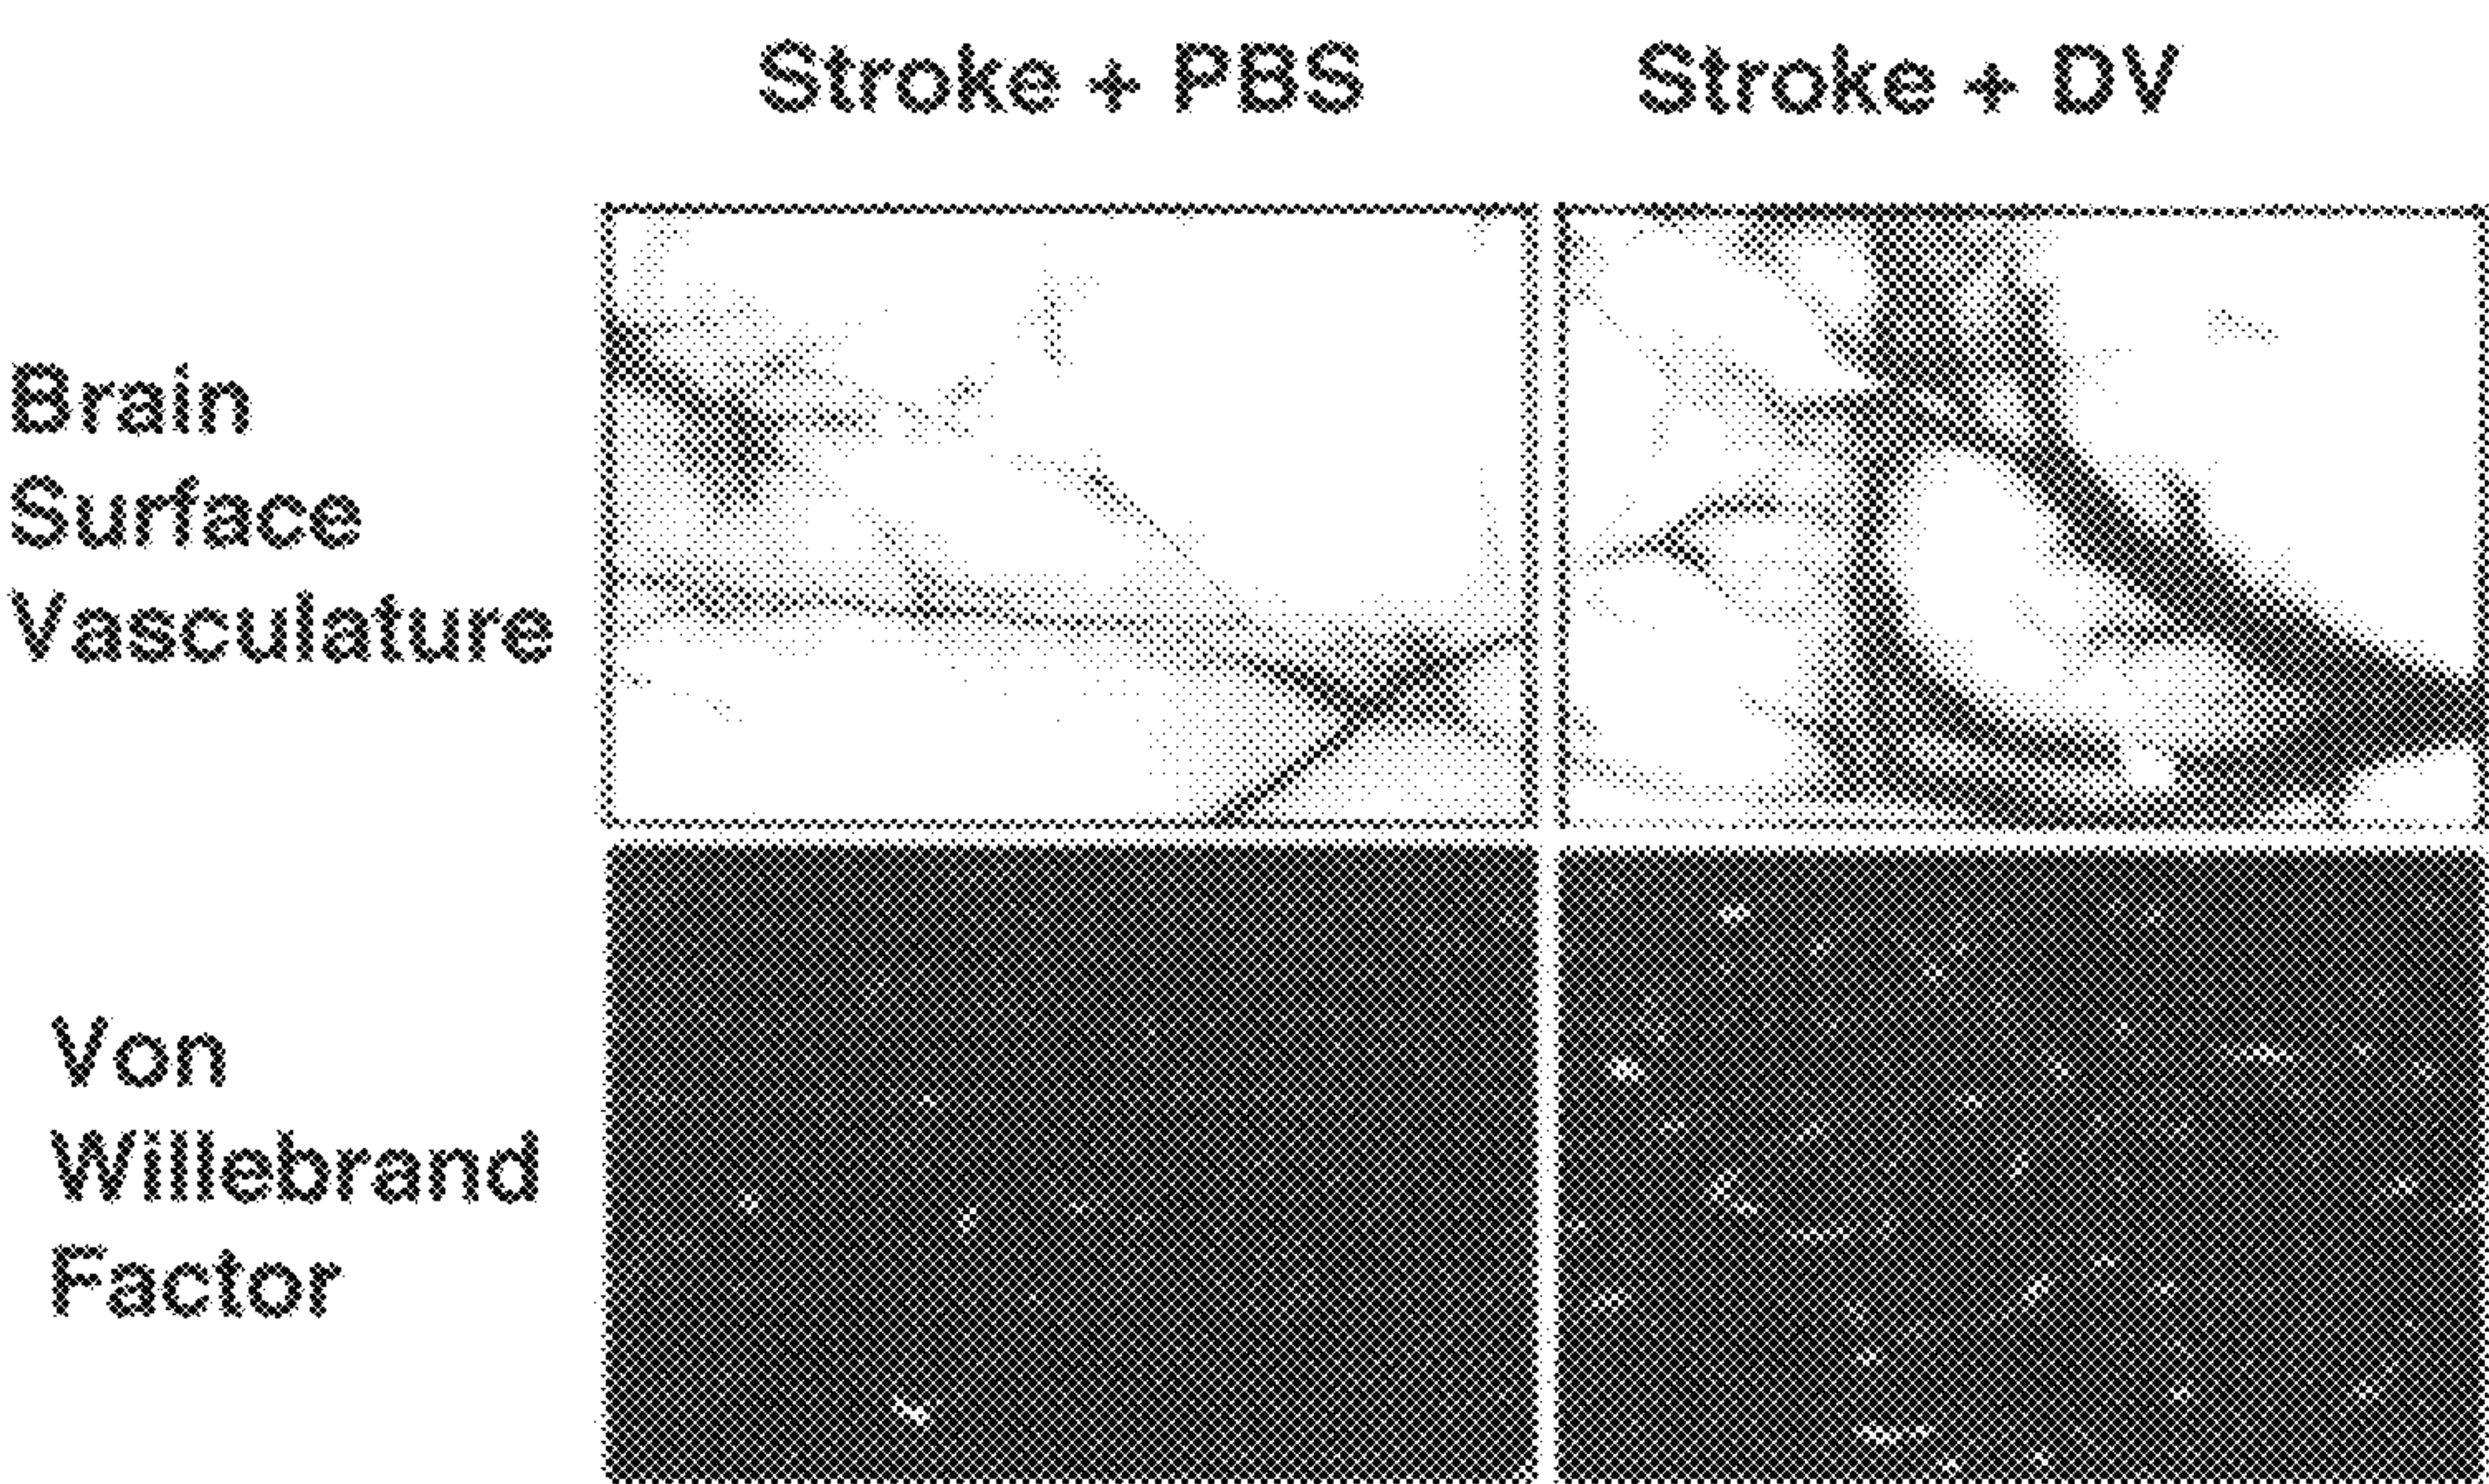 Stroke + PBS
Stroke + DV
Brain
Surface
Vasculature
Von
Willebrand
Factor